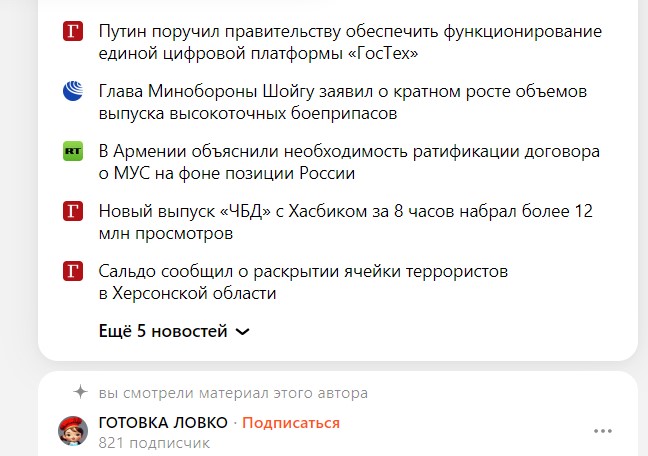 Путин поручил правительству обеспечить функционирование
единой цифровой платформы «ГосТех»
Глава Минобороны Шойгу заявил о кратном росте объемов
выпуска высокоточных боеприпасов
RT В Армении объяснили необходимость ратификации договора
о МУС на фоне позиции России
Новый выпуск «ЧБД» с Хасбиком за 8 часов набрал более 12
млн просмотров
Сальдо сообщил о раскрытии ячейки террористов
в Херсонской области
Ещё 5 новостей
вы смотрели материал этого автора
ГОТОВКА ЛОВКО · Подписаться
821 подписчик